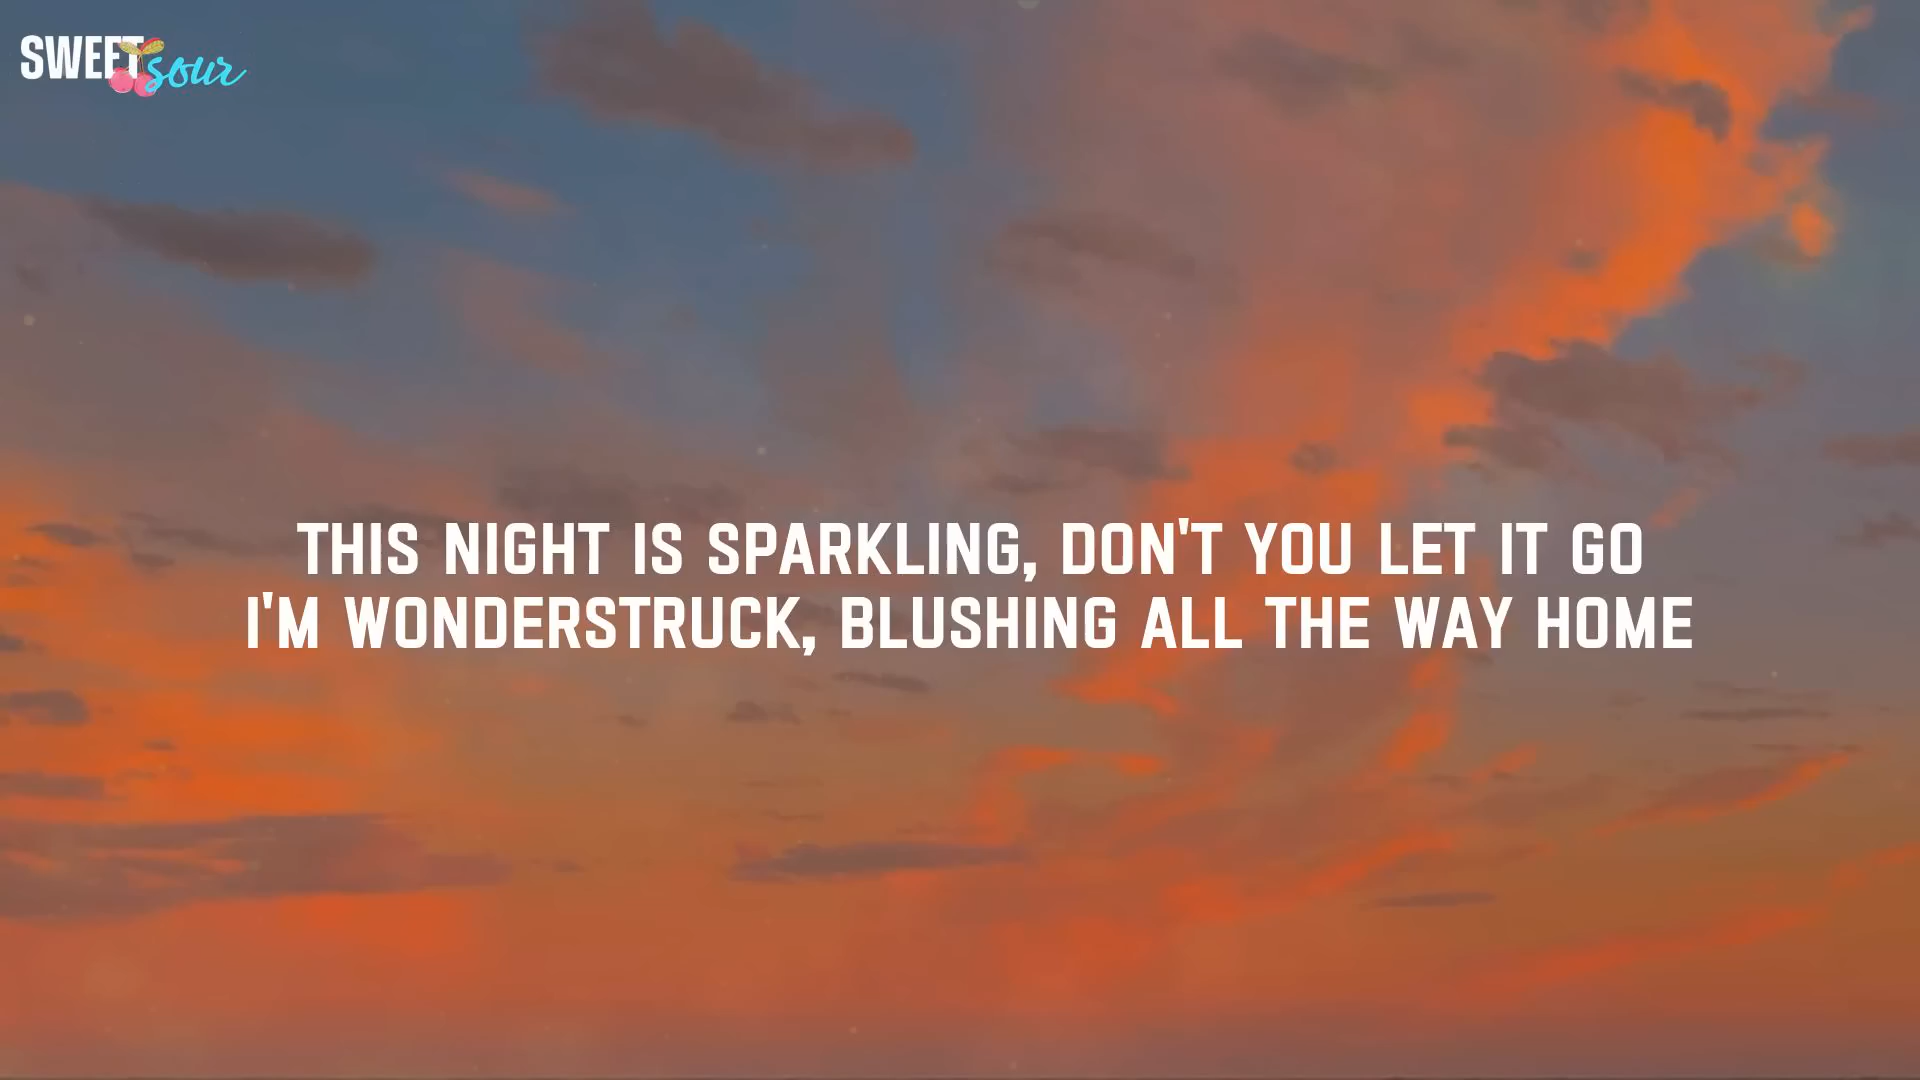 SWEET sour
THIS NIGHT IS SPARKLING, DON'T YOU LET IT GO
I'M WONDERSTRUCK, BLUSHING ALL THE WAY HOME